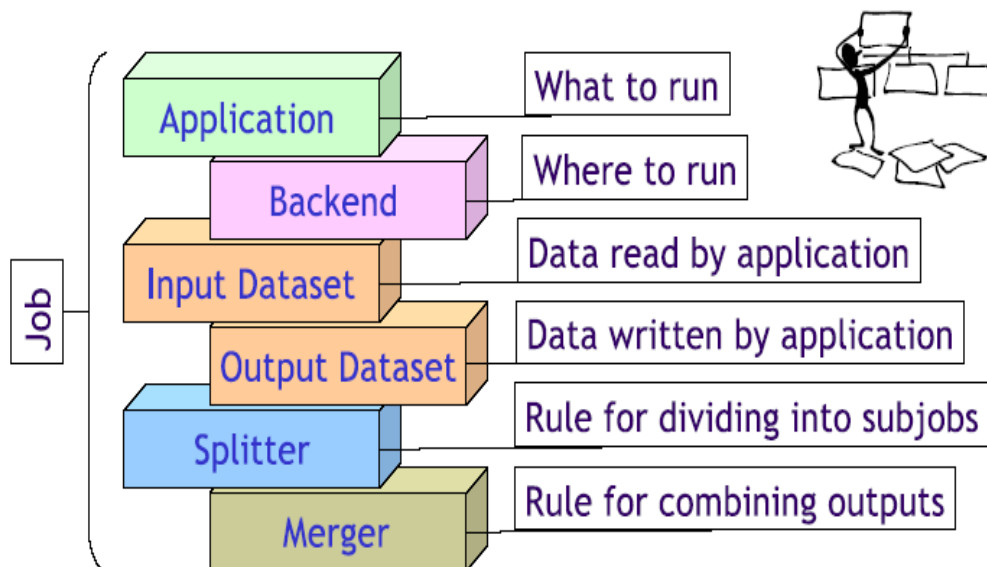 Job
Application
What to run
Backend
Where to run
Input Dataset
Data read by application
Output Dataset
Data written by application
Splitter
Rule for dividing into subjobs
Merger
Rule for combining outputs